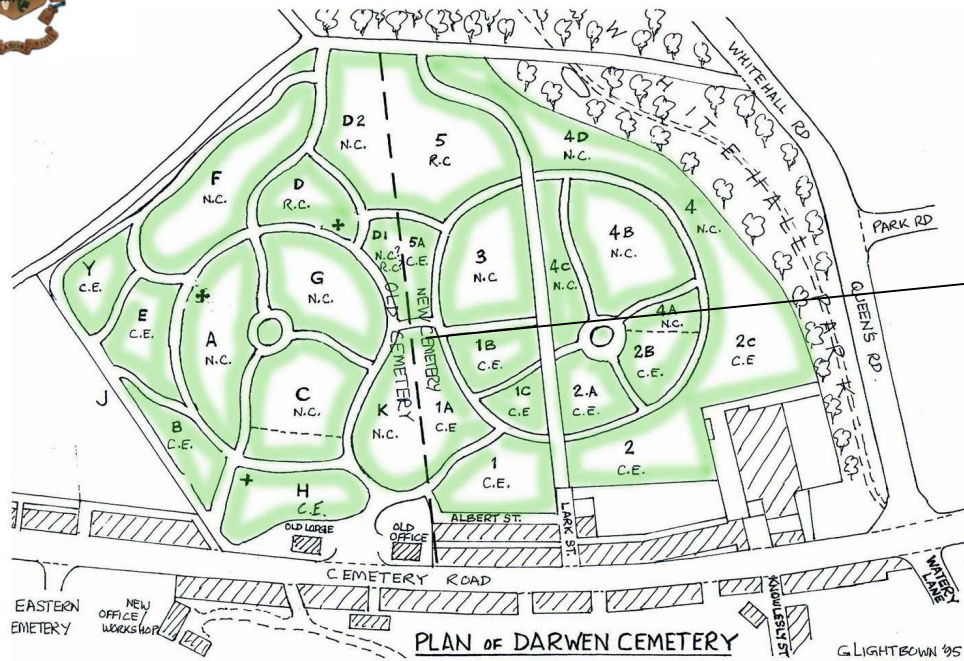 WHITEHALL RD
WHITEHALL PARK
D2
N.C.
5
R.C
4D
N.C.
F
N.C.
D
R.C.
4
N.C.
PARK RD
D1
N.C.?
R.C.
5A
C.E.
3
N.C
4B
N.C.
4C
N.C.
Y
C.E.
G
N.C.
OLD CEMETERY
NEW CEMETERY
QUEEN'S RD.
E
C.E.
A
N.C.
4A
N.C.
1B
C.E.
2B
C.E.
2C
C.E
J
C
N.C.
K
N.C.
1A
C.E
1C
C.E
2.A
C.E.
B
C.E.
1
C.E.
2
C.E.
H
C.E.
OLD LODGE
OLD
OFFICE
ALBERT ST.
LARK ST.
CEMETERY ROAD
WATERY
LANE
EASTERN
EMETERY
NEW
OFFICE
WORKSHOP
KNOWLESLY ST
PLAN OF DARWEN CEMETERY
G LIGHTBOWN '95